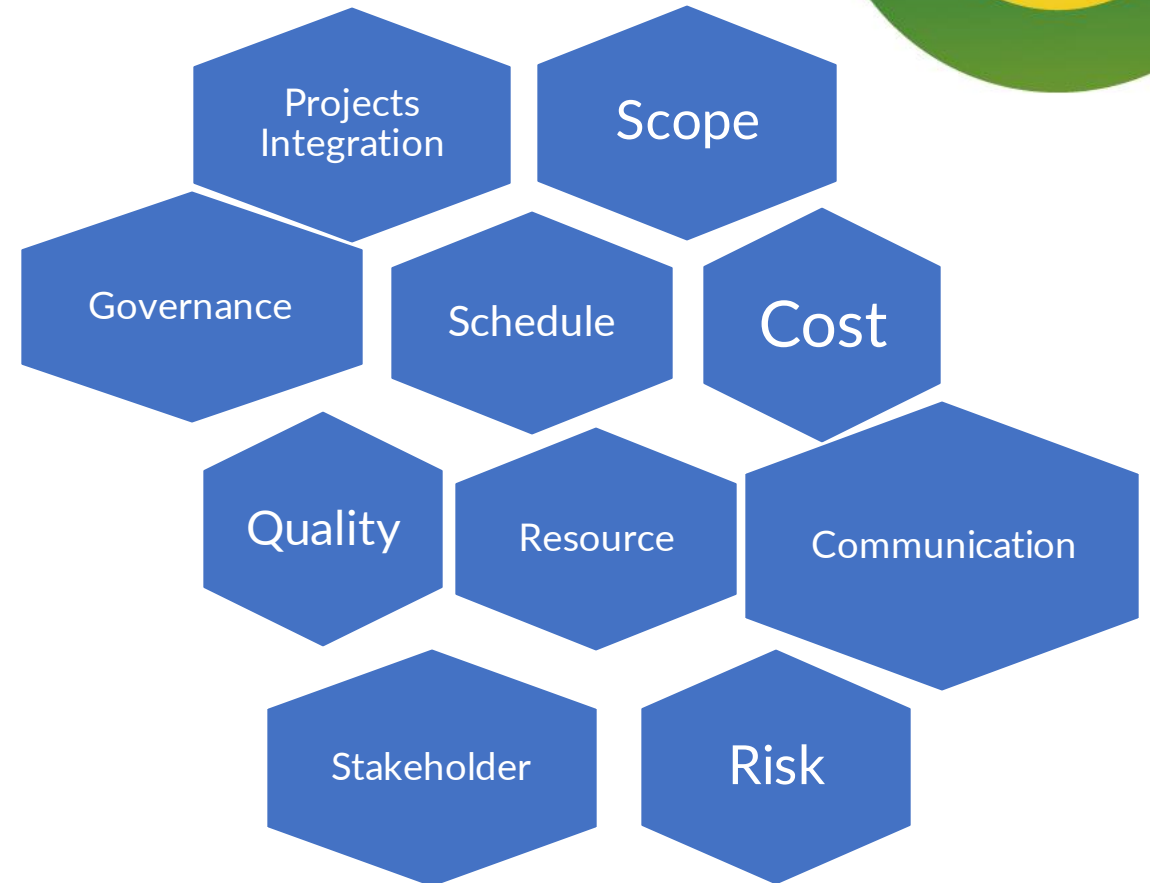 Projects
Integration
Scope
Governance
Schedule
Cost
Quality
Resource
Communication
Stakeholder
Risk